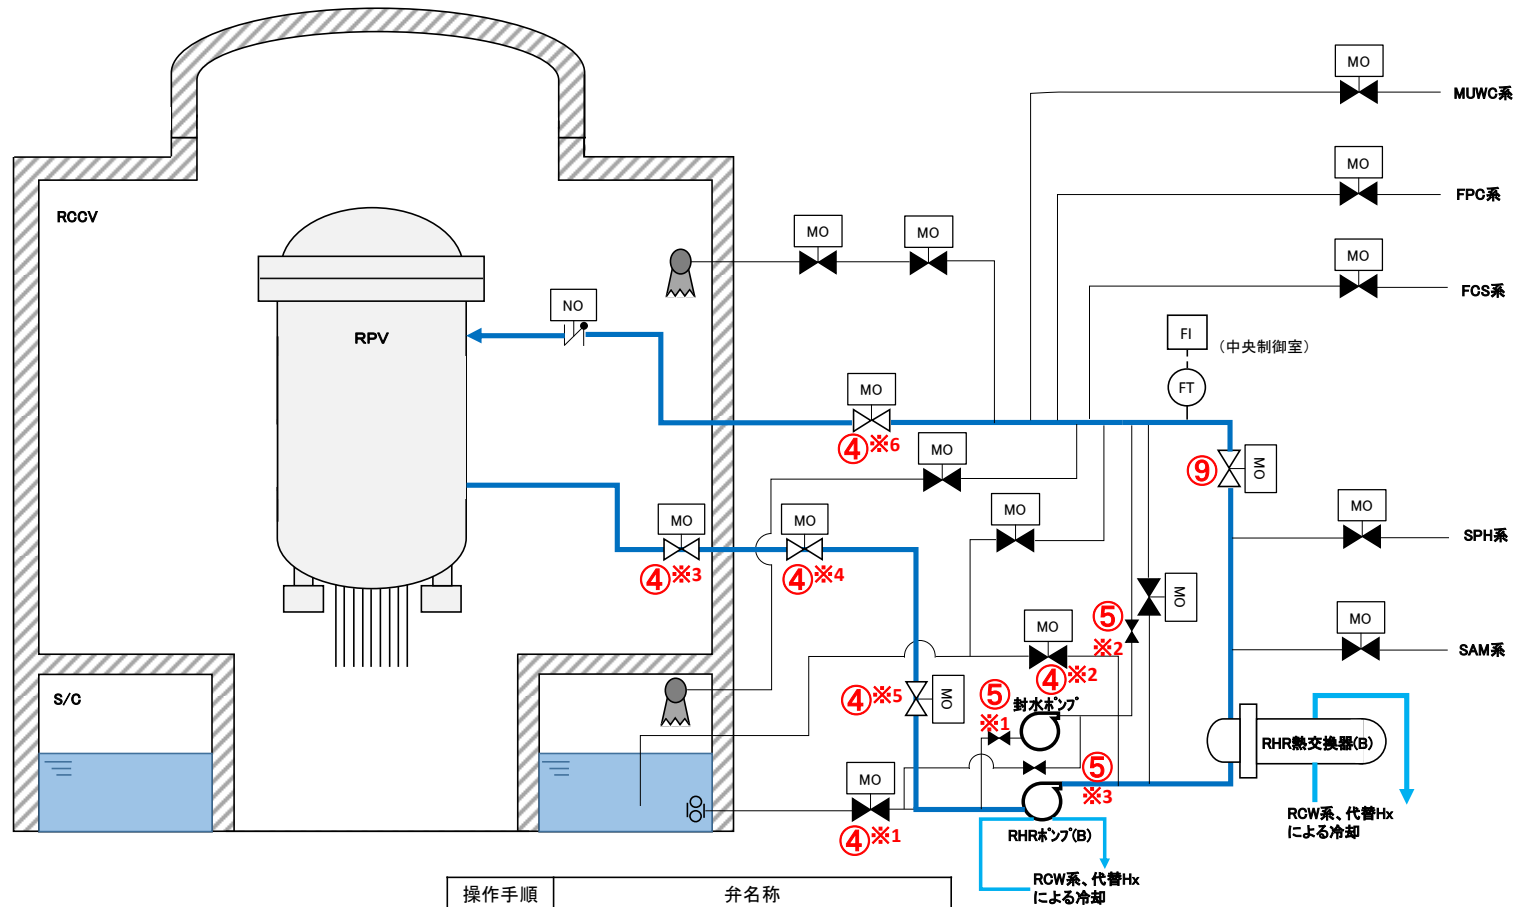 MO
MUWC系
MO
FPC系
RCCV
MO
MO
MO
FCS系
NO
RPV
FI
(中央制御室)
FT
MO
④※6
MO
⑨
MO
MO
MO
MO
MO
SPH系
④※3
④※4
MO
MO
⑤
※2
MO
SAM系
④※2
S/C
④※5
MO
⑤
※1
封水ポンプ
RHR熱交換器(B)
MO
⑤
※3
④※1
RHRポンプ(B)
RCW系、代替Hx
による冷却
RCW系、代替Hx
による冷却
操作手順
弁名称